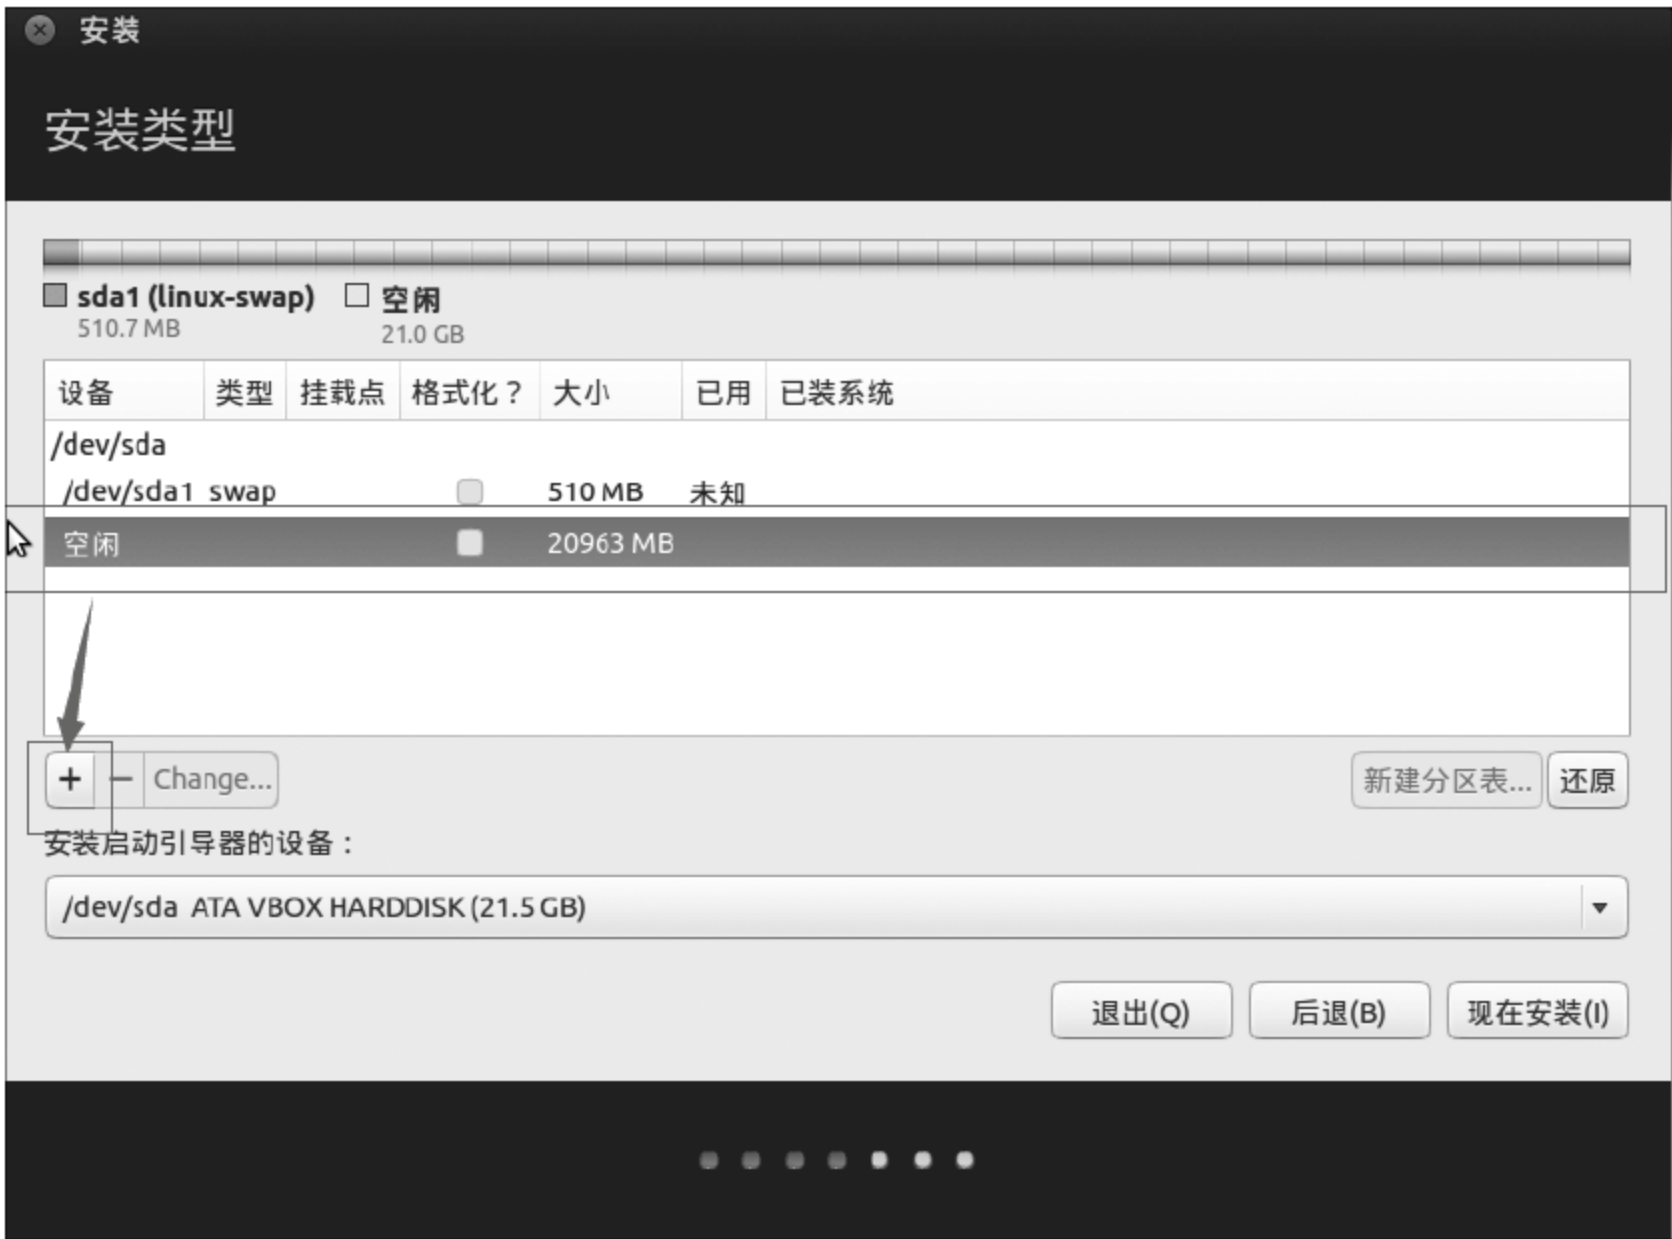 安装
安装类型
sda1 (linux-swap) 空闲
510.7 MB 21.0 GB
设备 类型 挂载点 格式化？ 大小 已用 已装系统
/dev/sda
/dev/sda1 swap 510 MB 未知
空闲 20963 MB
+ − Change... 新建分区表... 还原
安装启动引导器的设备：
/dev/sda ATA VBOX HARDDISK (21.5 GB)
退出(Q) 后退(B) 现在安装(I)